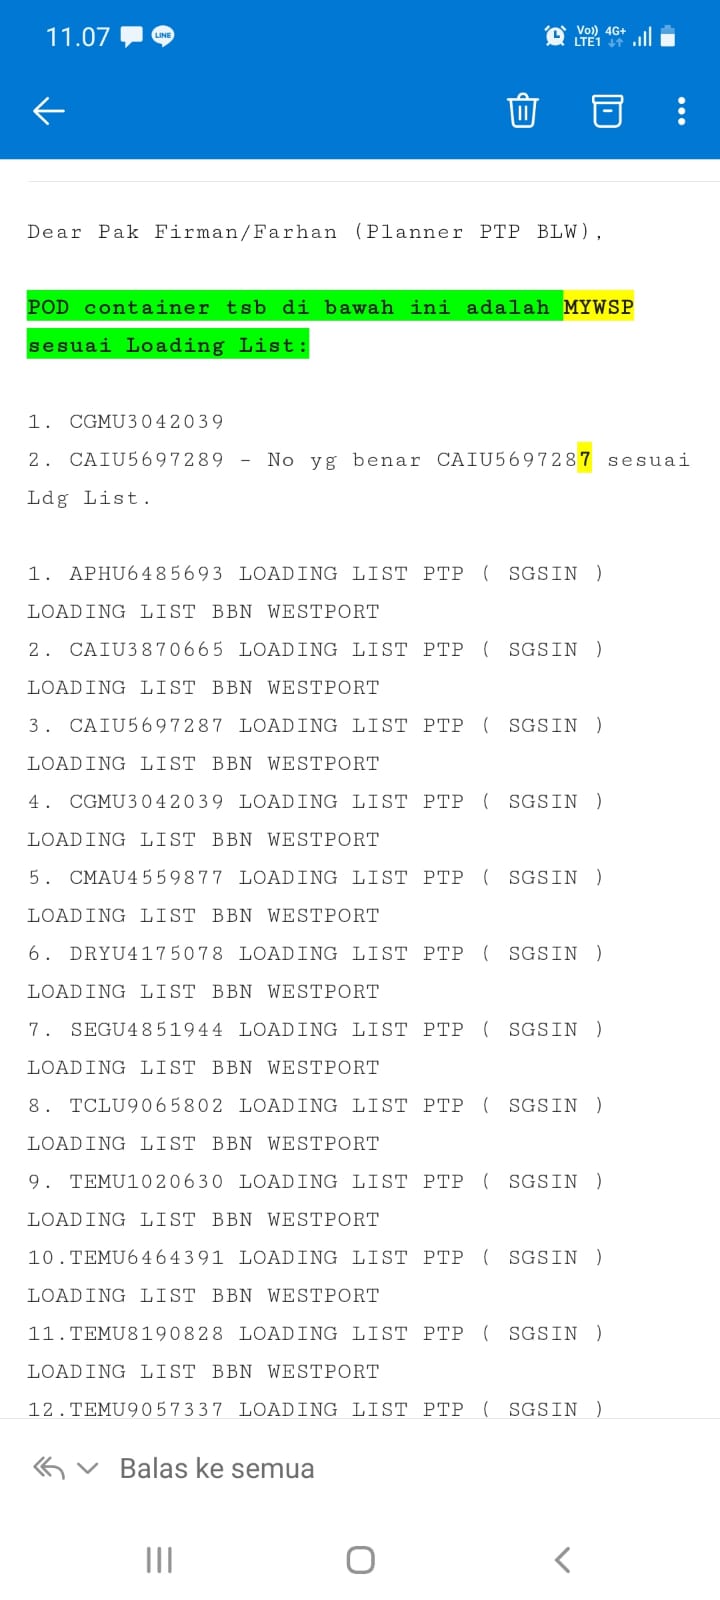 11.07 LINE Vo)) 4G+
LTE1
Dear Pak Firman/Farhan (Planner PTP BLW),
POD container tsb di bawah ini adalah MYWSP
sesuai Loading List:
1. CGMU3042039
2. CAIU5697289 - No yg benar CAIU5697287 sesuai
Ldg List.
1. APHU6485693 LOADING LIST PTP ( SGSIN )
LOADING LIST BBN WESTPORT
2. CAIU3870665 LOADING LIST PTP ( SGSIN )
LOADING LIST BBN WESTPORT
3. CAIU5697287 LOADING LIST PTP ( SGSIN )
LOADING LIST BBN WESTPORT
4. CGMU3042039 LOADING LIST PTP ( SGSIN )
LOADING LIST BBN WESTPORT
5. CMAU4559877 LOADING LIST PTP ( SGSIN )
LOADING LIST BBN WESTPORT
6. DRYU4175078 LOADING LIST PTP ( SGSIN )
LOADING LIST BBN WESTPORT
7. SEGU4851944 LOADING LIST PTP ( SGSIN )
LOADING LIST BBN WESTPORT
8. TCLU9065802 LOADING LIST PTP ( SGSIN )
LOADING LIST BBN WESTPORT
9. TEMU1020630 LOADING LIST PTP ( SGSIN )
LOADING LIST BBN WESTPORT
10.TEMU6464391 LOADING LIST PTP ( SGSIN )
LOADING LIST BBN WESTPORT
11.TEMU8190828 LOADING LIST PTP ( SGSIN )
LOADING LIST BBN WESTPORT
12.TEMU9057337 LOADING LIST PTP ( SGSIN )
Balas ke semua